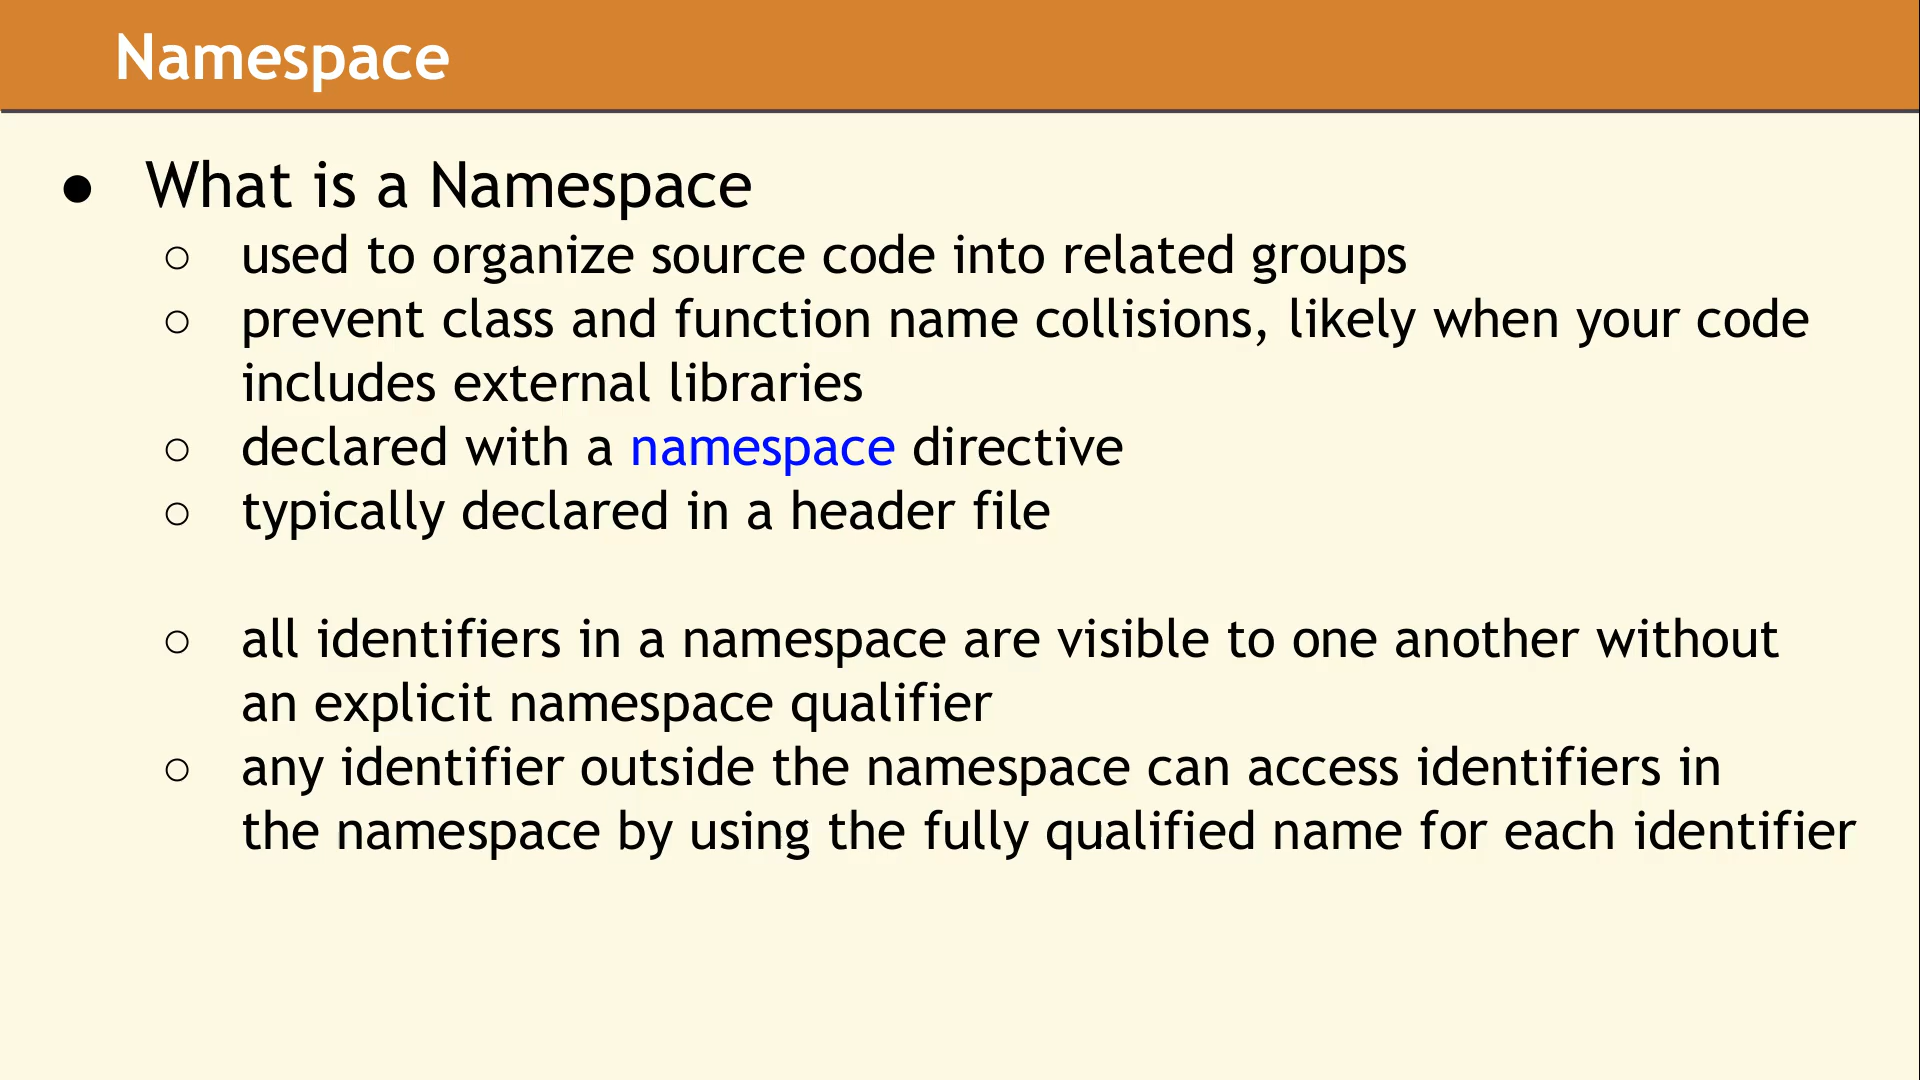 Namespace
● What is a Namespace
○ used to organize source code into related groups
○ prevent class and function name collisions, likely when your code
includes external libraries
○ declared with a namespace directive
○ typically declared in a header file
○ all identifiers in a namespace are visible to one another without
an explicit namespace qualifier
○ any identifier outside the namespace can access identifiers in
the namespace by using the fully qualified name for each identifier